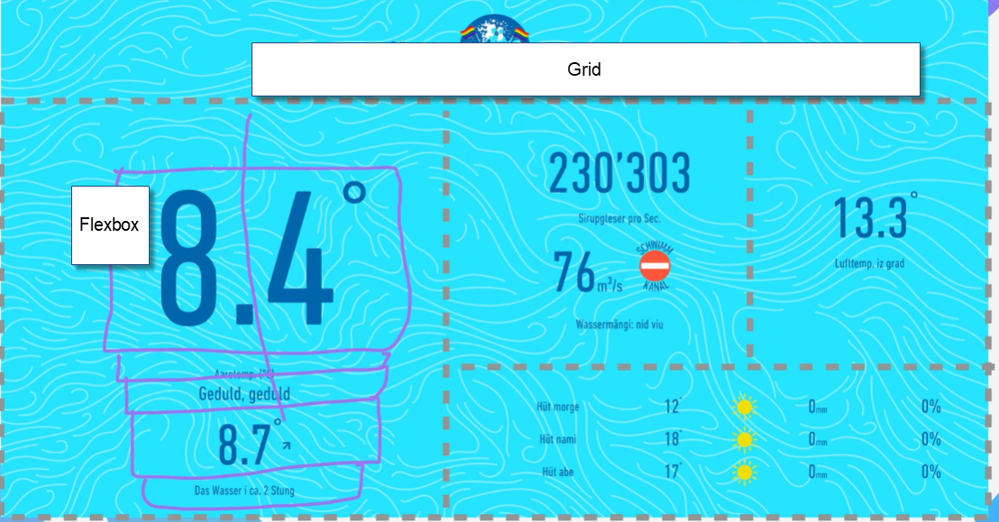 Grid
Flexbox
8.4°
Aaretemp. (°C)
Geduld, geduld
8.7° ↗
Das Wasser i ca. 2 Stung
230'303
Sirupgleser pro Sec.
76 m³/s
SCHWIMM
KANAL
Wassermängi: nid viu
13.3°
Lufttemp. iz grad
Hüt morge 12° 0mm 0%
Hüt nami 18° 0mm 0%
Hüt abe 17° 0mm 0%